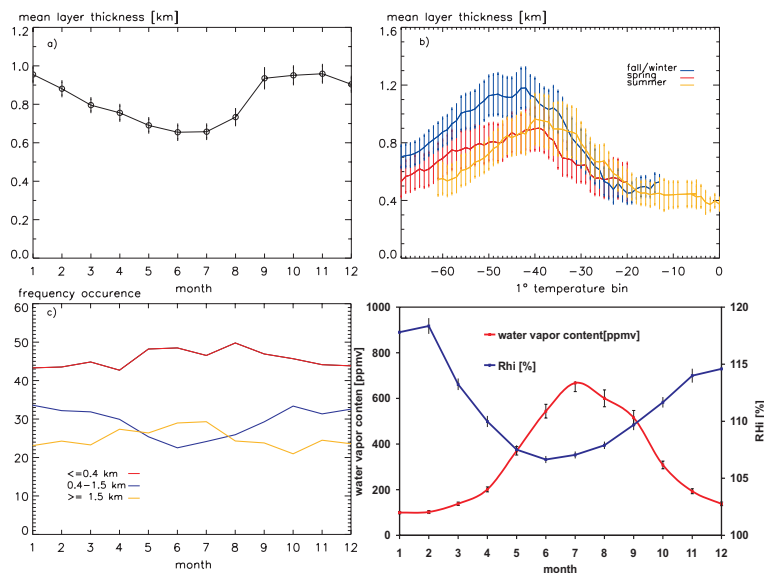 mean layer thickness [km]
1.2
1.0
0.8
0.6
0.4
0.2
0.0
a)
1 2 3 4 5 6 7 8 9 10 11 12
month
mean layer thickness [km]
1.6
1.2
0.8
0.4
b)
fall/winter
spring
summer
−60 −50 −40 −30 −20 −10 0
1° temperature bin
frequency occurence
60
50
40
30
20
10
0
c)
<=0.4 km
0.4−1.5 km
>= 1.5 km
1 2 3 4 5 6 7 8 9 10 11 12
month
water vapor conten [ppmv]
1000
800
600
400
200
0
water vapor content[ppmv]
Rhi [%]
120
115
110
105
100
RHi [%]
1 2 3 4 5 6 7 8 9 10 11 12
month